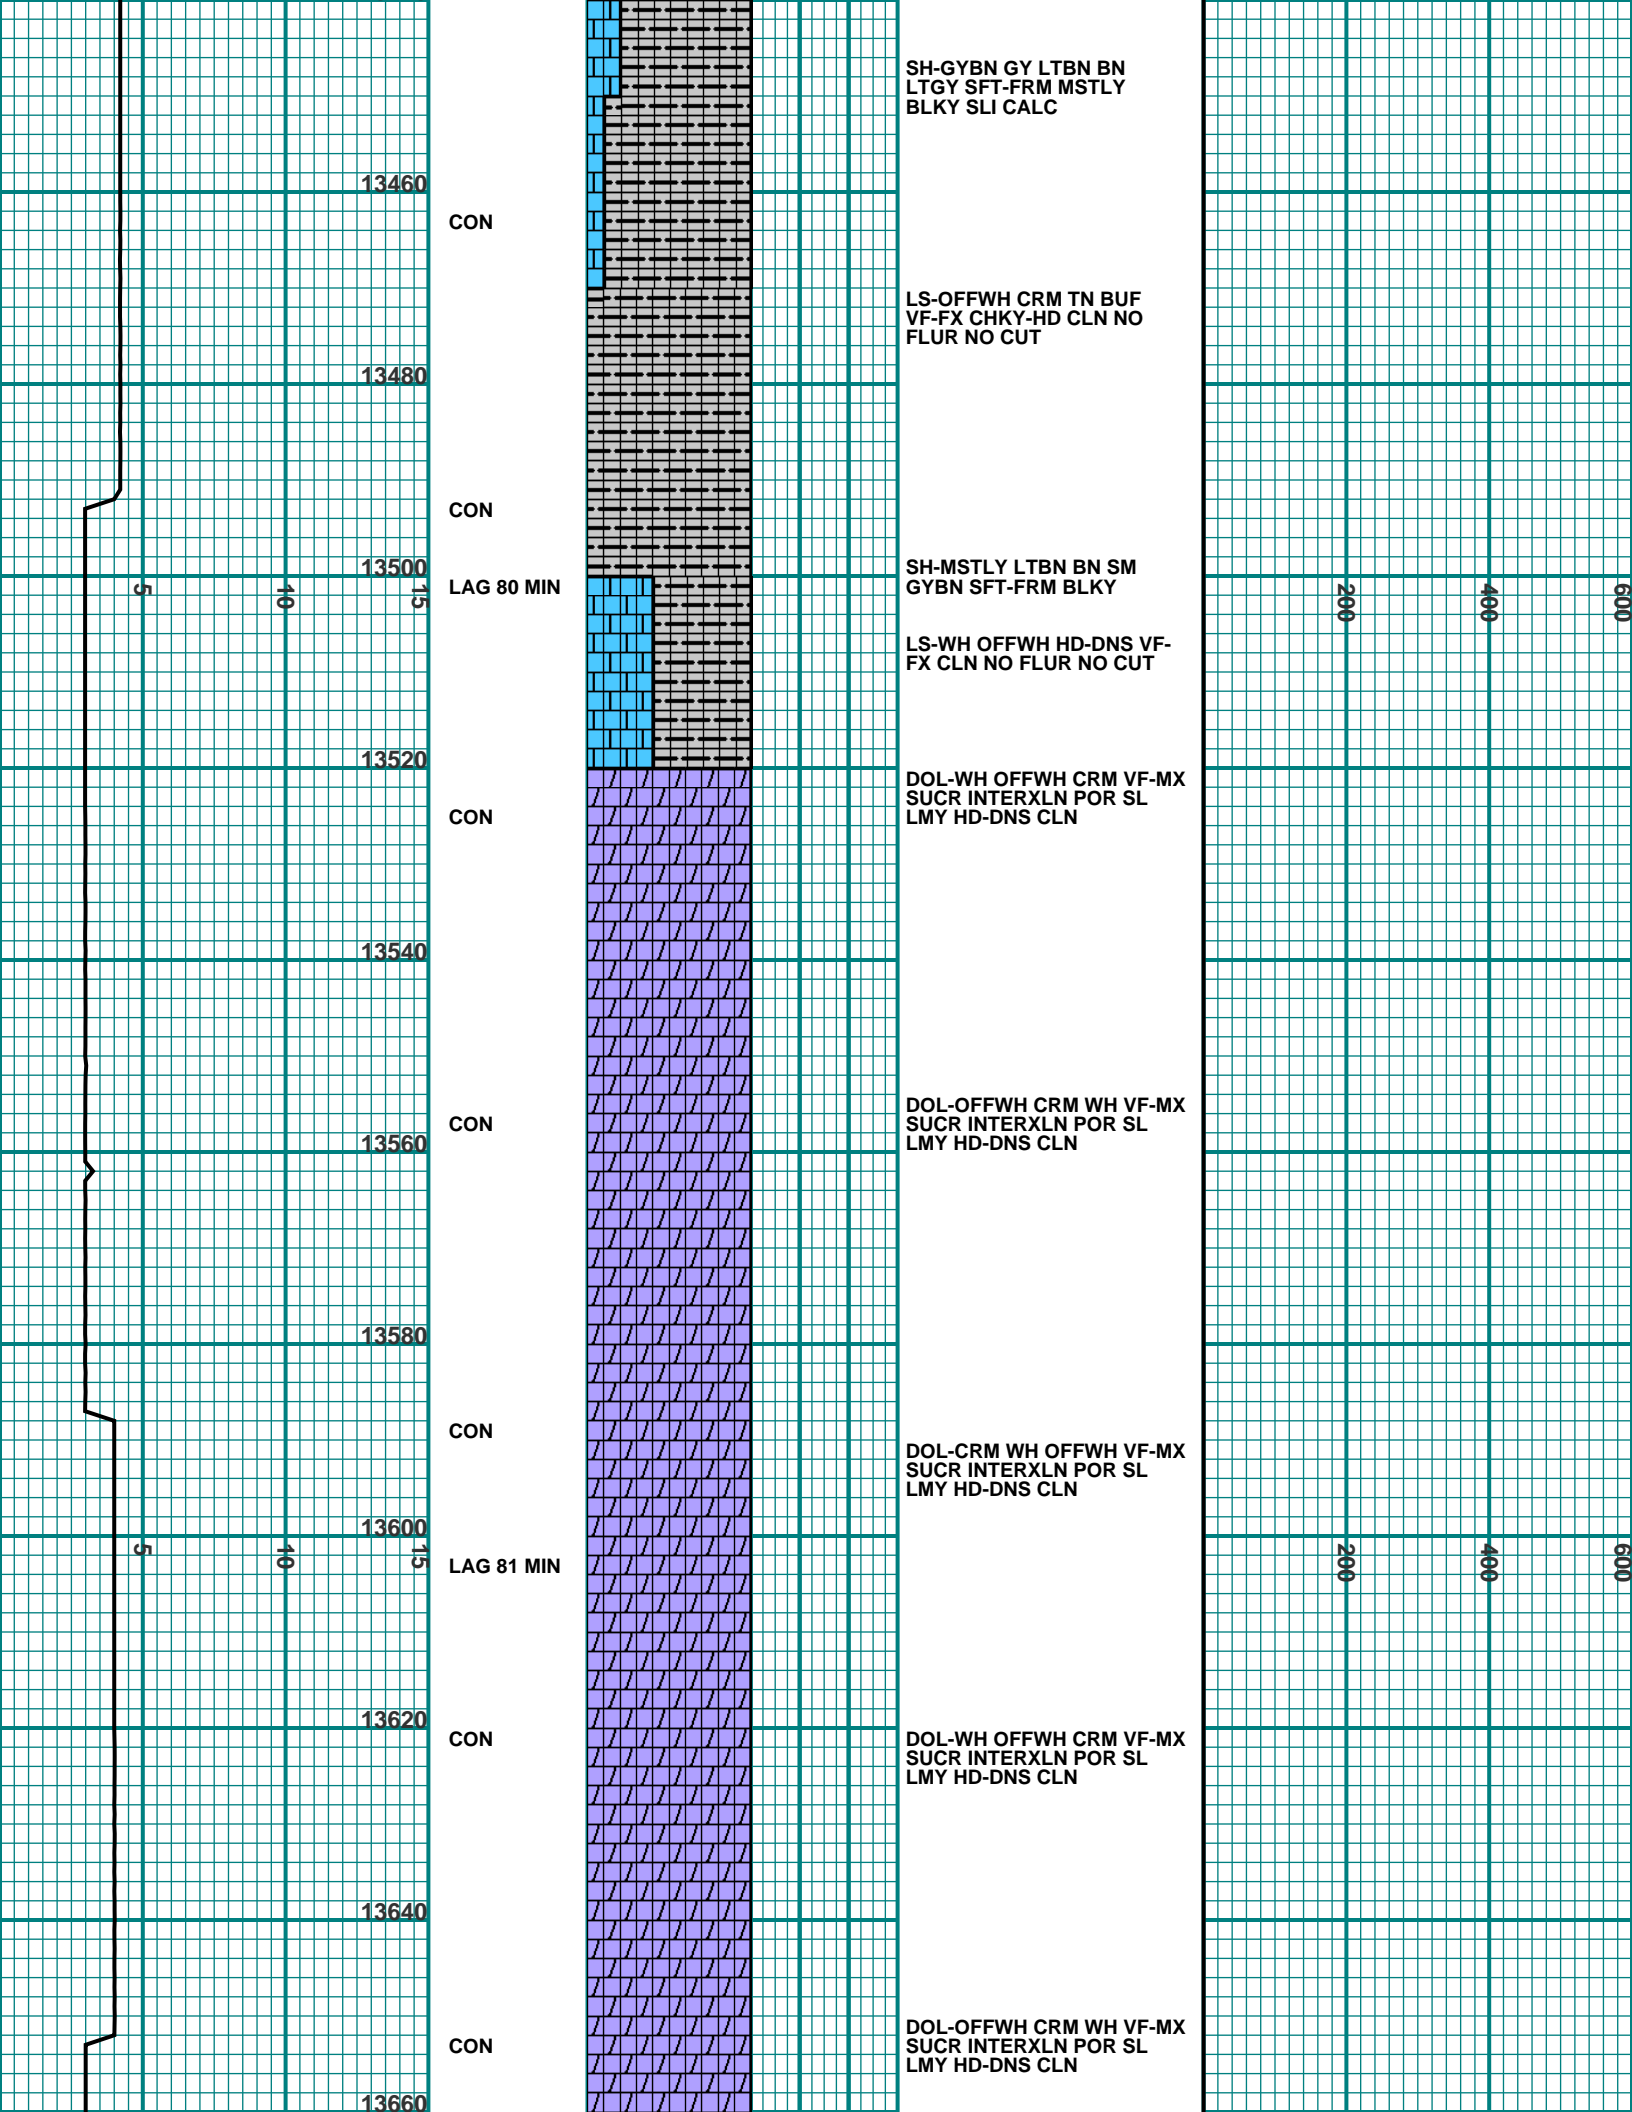 SH-GYBN GY LTBN BN
LTGY SFT-FRM MSTLY
BLKY SLI CALC
13460
CON
LS-OFFWH CRM TN BUF
VF-FX CHKY-HD CLN NO
FLUR NO CUT
13480
CON
13500
5
10
15
LAG 80 MIN
SH-MSTLY LTBN BN SM
GYBN SFT-FRM BLKY
200
400
600
LS-WH OFFWH HD-DNS VF-
FX CLN NO FLUR NO CUT
13520
DOL-WH OFFWH CRM VF-MX
SUCR INTERXLN POR SL
LMY HD-DNS CLN
CON
13540
DOL-OFFWH CRM WH VF-MX
SUCR INTERXLN POR SL
LMY HD-DNS CLN
CON
13560
13580
CON
DOL-CRM WH OFFWH VF-MX
SUCR INTERXLN POR SL
LMY HD-DNS CLN
13600
5
10
15
LAG 81 MIN
200
400
600
13620
CON
DOL-WH OFFWH CRM VF-MX
SUCR INTERXLN POR SL
LMY HD-DNS CLN
13640
CON
DOL-OFFWH CRM WH VF-MX
SUCR INTERXLN POR SL
LMY HD-DNS CLN
13660